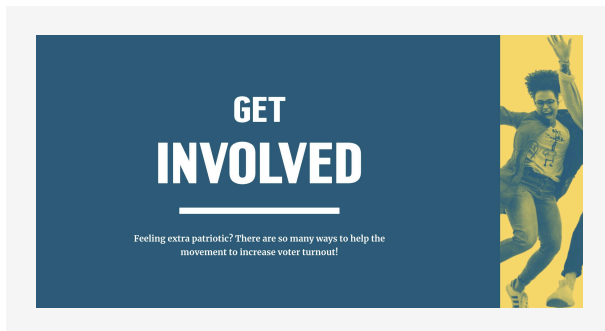 GET
INVOLVED
Feeling extra patriotic? There are so many ways to help the
movement to increase voter turnout!